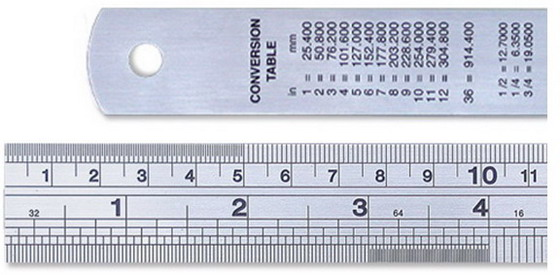 CONVERSION
TABLE
in mm
1 = 25.400
2 = 50.800
3 = 76.200
4 = 101.600
5 = 127.000
6 = 152.400
7 = 177.800
8 = 203.200
9 = 228.600
10 = 254.000
11 = 279.400
12 = 304.800
36 = 914.400
1/2 = 12.7000
1/4 = 6.3500
3/4 = 19.0500
1 2 3 4 5 6 7 8 9 10 11
1 2 3 4
32 64 16